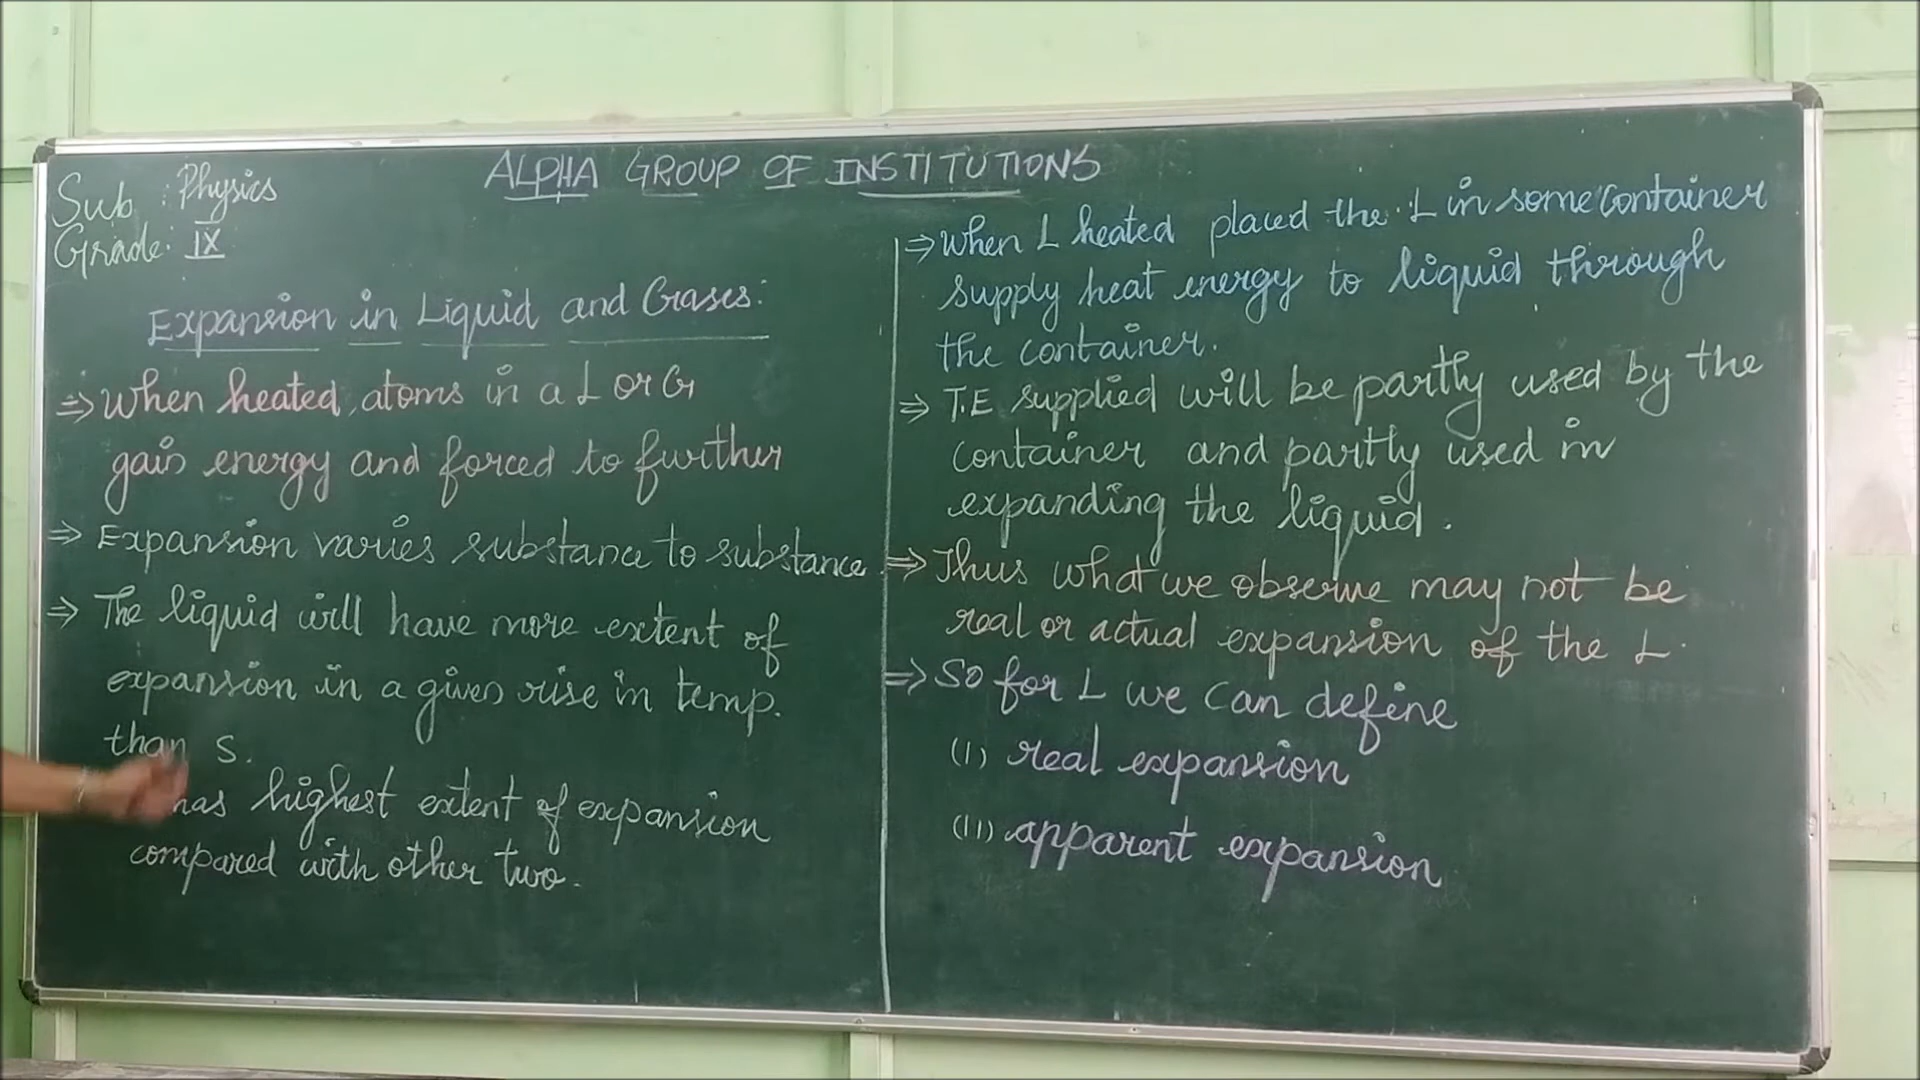 ALPHA GROUP OF INSTITUTIONS
Sub : Physics
Grade: IX
Expansion in Liquid and Gases:
⇒ When heated, atoms in a L or G
gain energy and forced to further
⇒ Expansion varies substance to substance.
⇒ The liquid will have more extent of
expansion in a given rise in temp.
than S.
has highest extent of expansion
compared with other two.
⇒ When L heated placed the L in some container
supply heat energy to liquid through
the container.
⇒ T.E supplied will be partly used by the
container and partly used in
expanding the liquid.
⇒ Thus what we observe may not be
real or actual expansion of the L.
⇒ So for L we can define
(I) real expansion
(II) apparent expansion